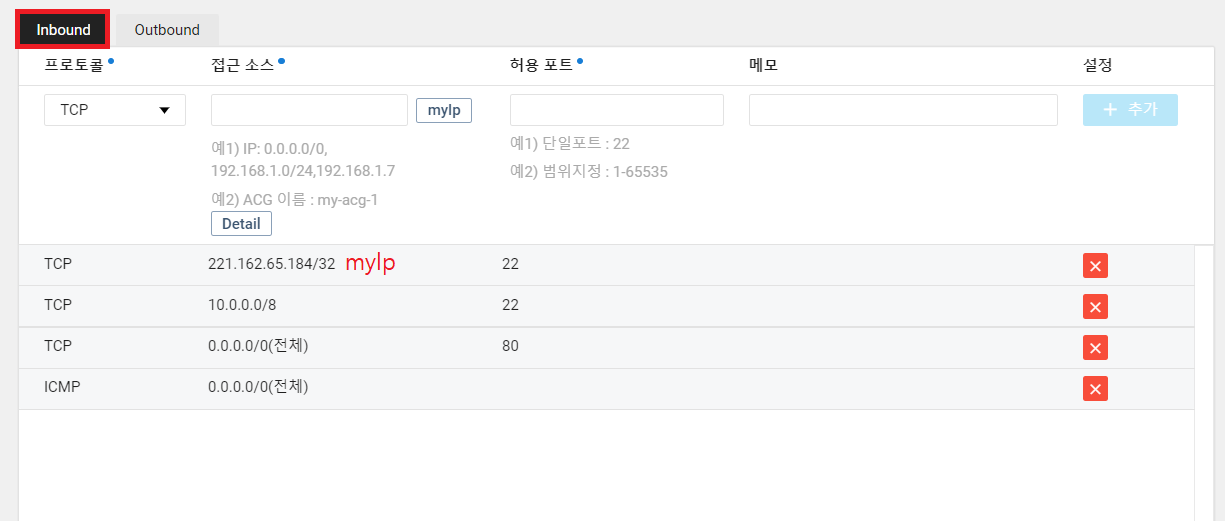 Inbound Outbound
프로토콜 접근 소스 허용 포트 메모 설정
TCP myIp + 추가
예1) IP: 0.0.0.0/0,
192.168.1.0/24,192.168.1.7
예2) ACG 이름 : my-acg-1
Detail
예1) 단일포트 : 22
예2) 범위지정 : 1-65535
TCP 221.162.65.184/32 myIp 22
TCP 10.0.0.0/8 22
TCP 0.0.0.0/0(전체) 80
ICMP 0.0.0.0/0(전체)